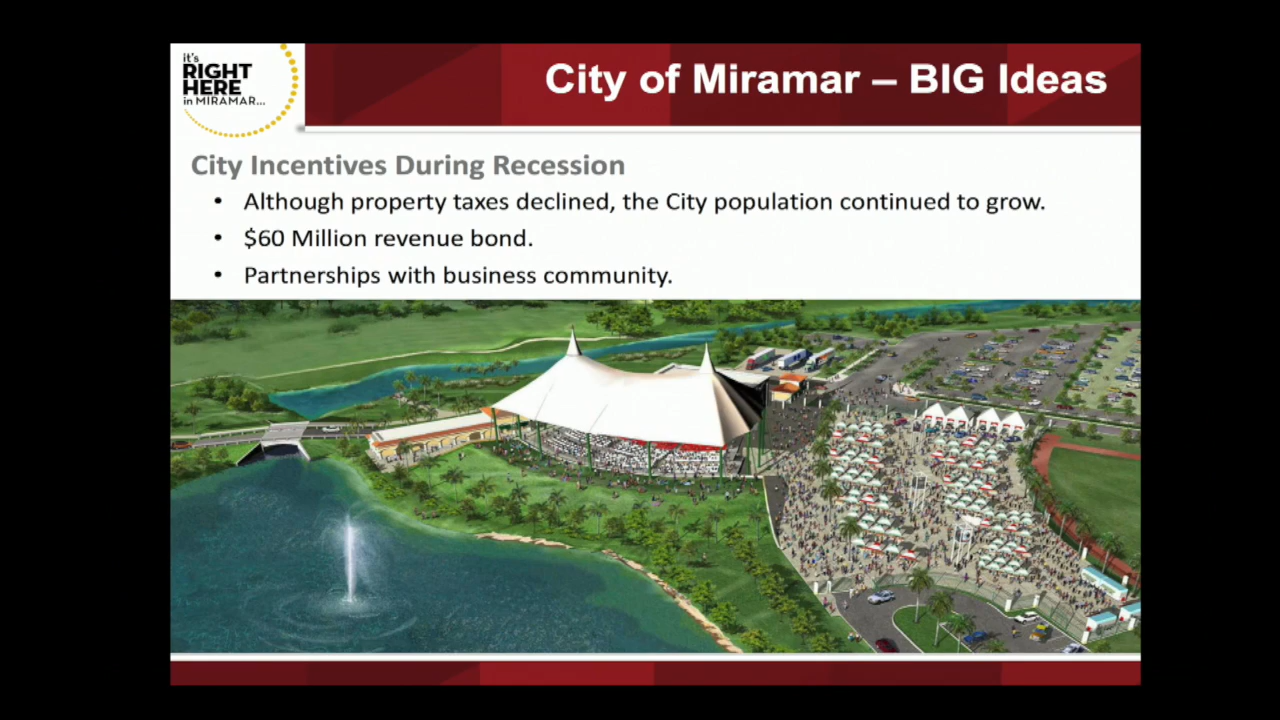 it's
RIGHT
HERE
in MIRAMAR...
City of Miramar – BIG Ideas
City Incentives During Recession
• Although property taxes declined, the City population continued to grow.
• $60 Million revenue bond.
• Partnerships with business community.